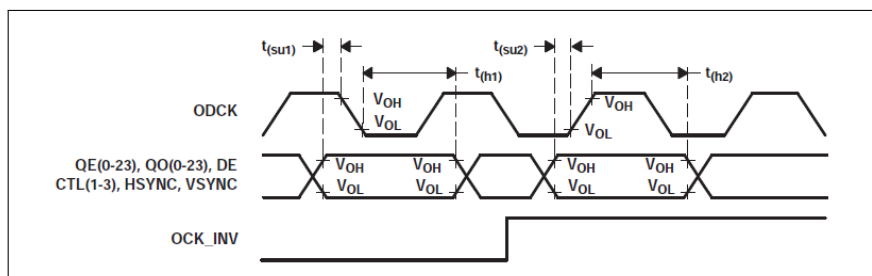 t(su1)
t(su2)
t(h1)
t(h2)
ODCK
VOH
VOL
VOH
VOL
QE(0-23), QO(0-23), DE
CTL(1-3), HSYNC, VSYNC
VOH
VOH
VOH
VOH
VOL
VOL
VOL
VOL
OCK_INV